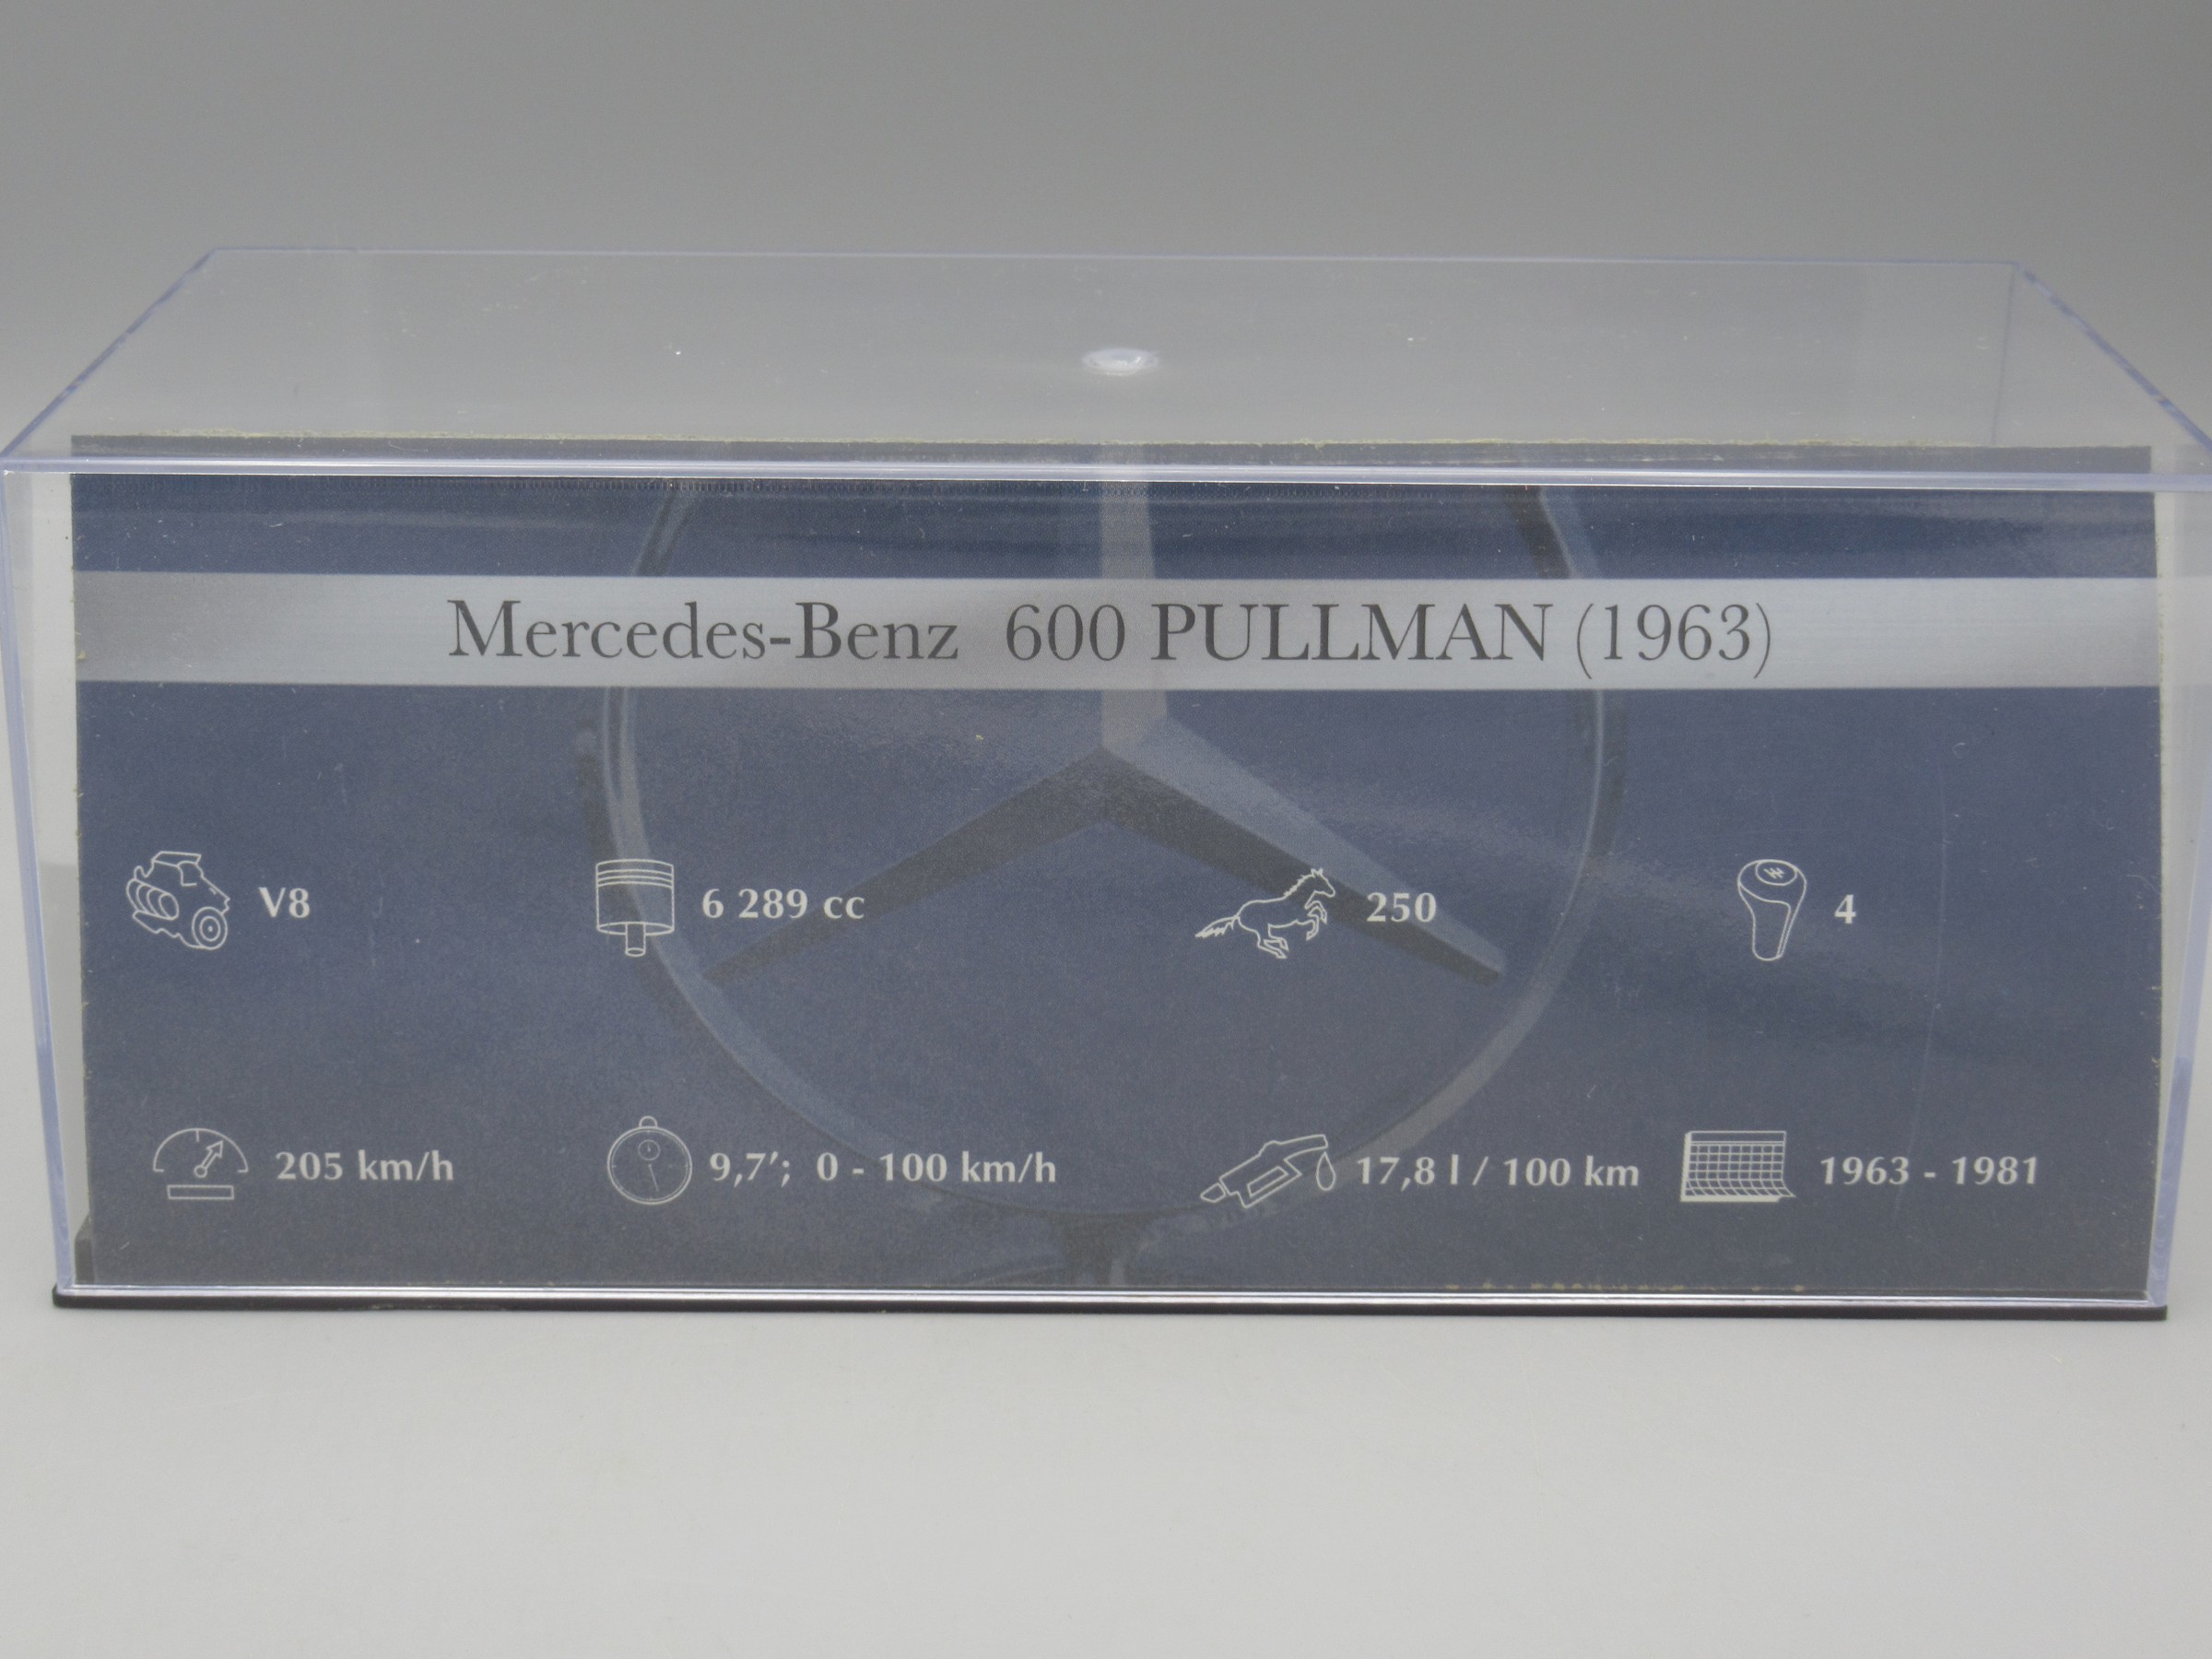 Mercedes-Benz 600 PULLMAN (1963)
V8 6 289 cc 250 4
205 km/h 9,7′; 0 - 100 km/h 17,8 l / 100 km 1963 - 1981